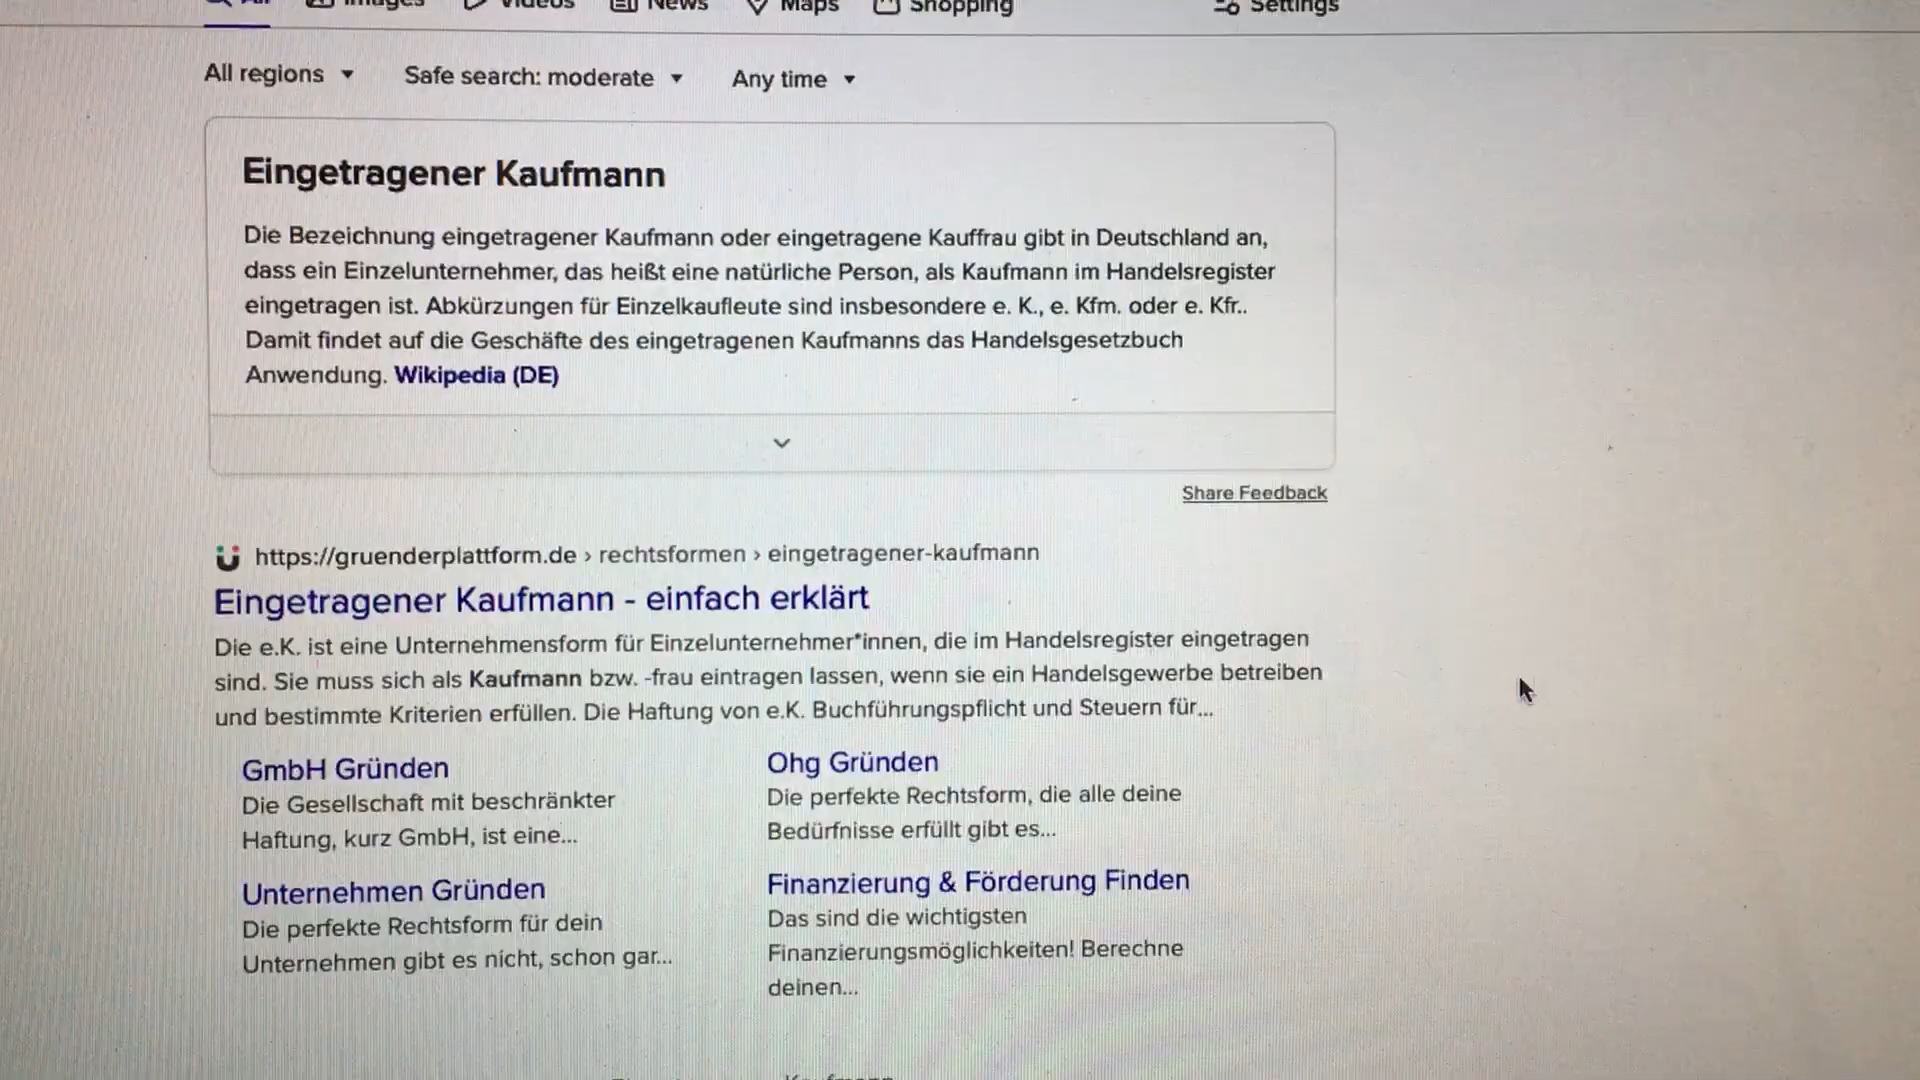 All Images Videos News Maps Shopping Settings
All regions Safe search: moderate Any time
Eingetragener Kaufmann
Die Bezeichnung eingetragener Kaufmann oder eingetragene Kauffrau gibt in Deutschland an,
dass ein Einzelunternehmer, das heißt eine natürliche Person, als Kaufmann im Handelsregister
eingetragen ist. Abkürzungen für Einzelkaufleute sind insbesondere e. K., e. Kfm. oder e. Kfr..
Damit findet auf die Geschäfte des eingetragenen Kaufmanns das Handelsgesetzbuch
Anwendung. Wikipedia (DE)
Share Feedback
https://gruenderplattform.de › rechtsformen › eingetragener-kaufmann
Eingetragener Kaufmann - einfach erklärt
Die e.K. ist eine Unternehmensform für Einzelunternehmer*innen, die im Handelsregister eingetragen
sind. Sie muss sich als Kaufmann bzw. -frau eintragen lassen, wenn sie ein Handelsgewerbe betreiben
und bestimmte Kriterien erfüllen. Die Haftung von e.K. Buchführungspflicht und Steuern für...
GmbH Gründen
Die Gesellschaft mit beschränkter
Haftung, kurz GmbH, ist eine...
Ohg Gründen
Die perfekte Rechtsform, die alle deine
Bedürfnisse erfüllt gibt es...
Unternehmen Gründen
Die perfekte Rechtsform für dein
Unternehmen gibt es nicht, schon gar...
Finanzierung & Förderung Finden
Das sind die wichtigsten
Finanzierungsmöglichkeiten! Berechne
deinen...